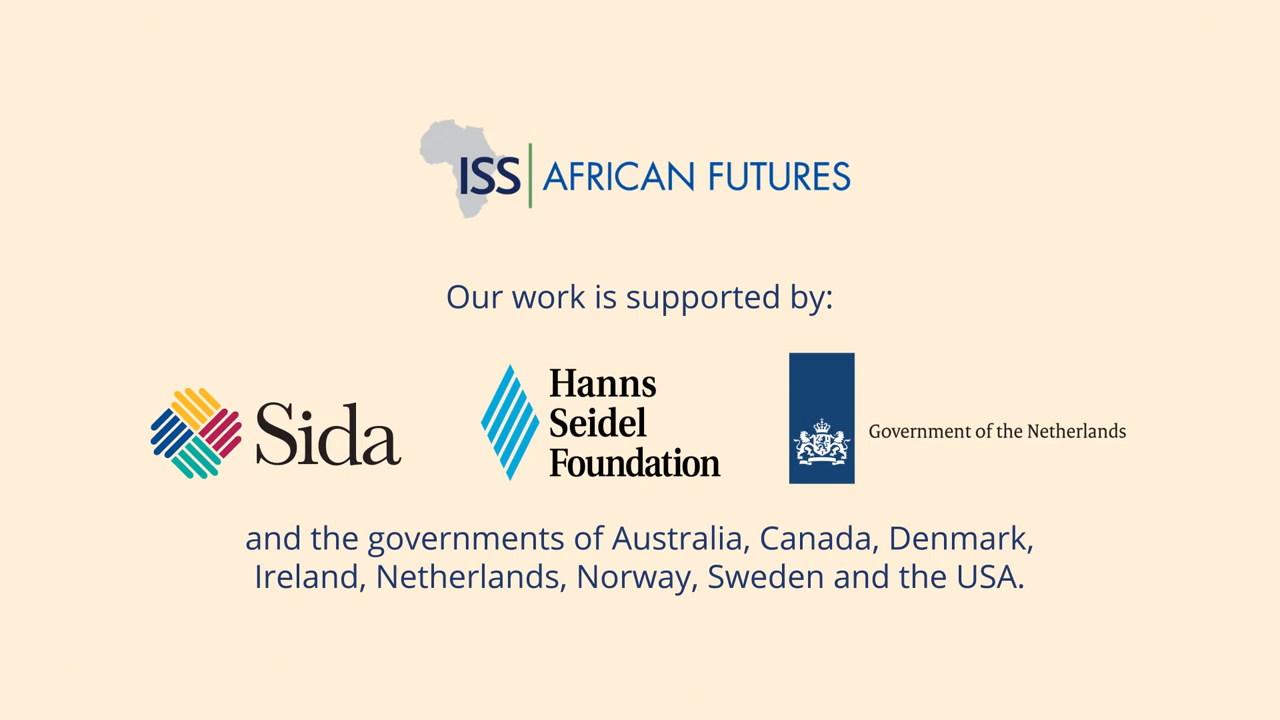 ISS AFRICAN FUTURES
Our work is supported by:
Sida
Hanns
Seidel
Foundation
Government of the Netherlands
and the governments of Australia, Canada, Denmark,
Ireland, Netherlands, Norway, Sweden and the USA.